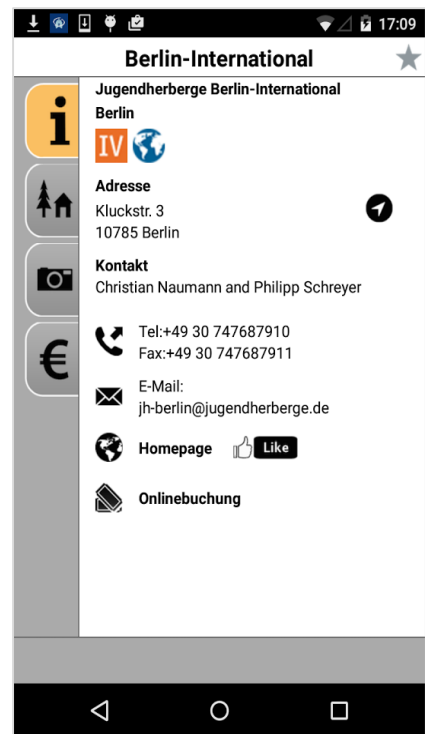 17:09
Berlin-International
Jugendherberge Berlin-International
Berlin
IV
Adresse
Kluckstr. 3
10785 Berlin
Kontakt
Christian Naumann and Philipp Schreyer
Tel:+49 30 747687910
Fax:+49 30 747687911
E-Mail:
jh-berlin@jugendherberge.de
Homepage Like
Onlinebuchung
i
€